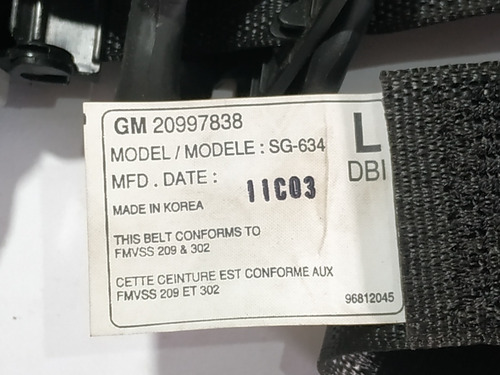 GM 20997838
L
MODEL / MODELE : SG-634
DBI
MFD . DATE : 11C03
MADE IN KOREA
THIS BELT CONFORMS TO
FMVSS 209 & 302
CETTE CEINTURE EST CONFORME AUX
FMVSS 209 ET 302
96812045